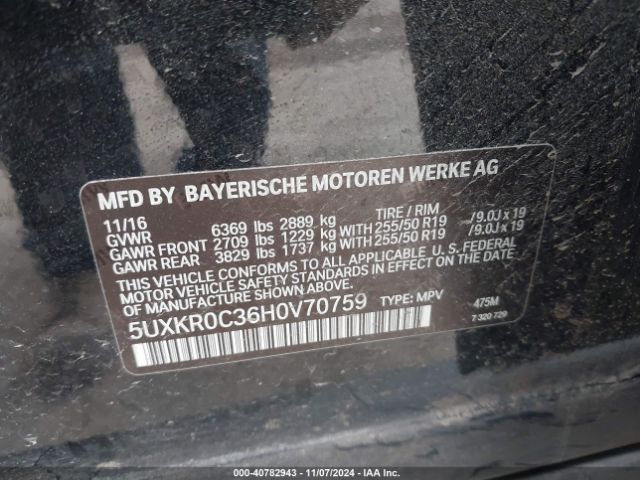 MFD BY BAYERISCHE MOTOREN WERKE AG
11/16 TIRE / RIM
GVWR 6369 lbs 2889 kg
GAWR FRONT 2709 lbs 1229 kg WITH 255/50 R19 /9.0J x 19
GAWR REAR 3829 lbs 1737 kg WITH 255/50 R19 /9.0J x 19
THIS VEHICLE CONFORMS TO ALL APPLICABLE U. S. FEDERAL
MOTOR VEHICLE SAFETY STANDARDS IN EFFECT ON
THE DATE OF MANUFACTURE SHOWN ABOVE.
5UXKR0C36H0V70759 TYPE: MPV 475M
7 320 729
000-40782943 - 11/07/2024 - IAA Inc.